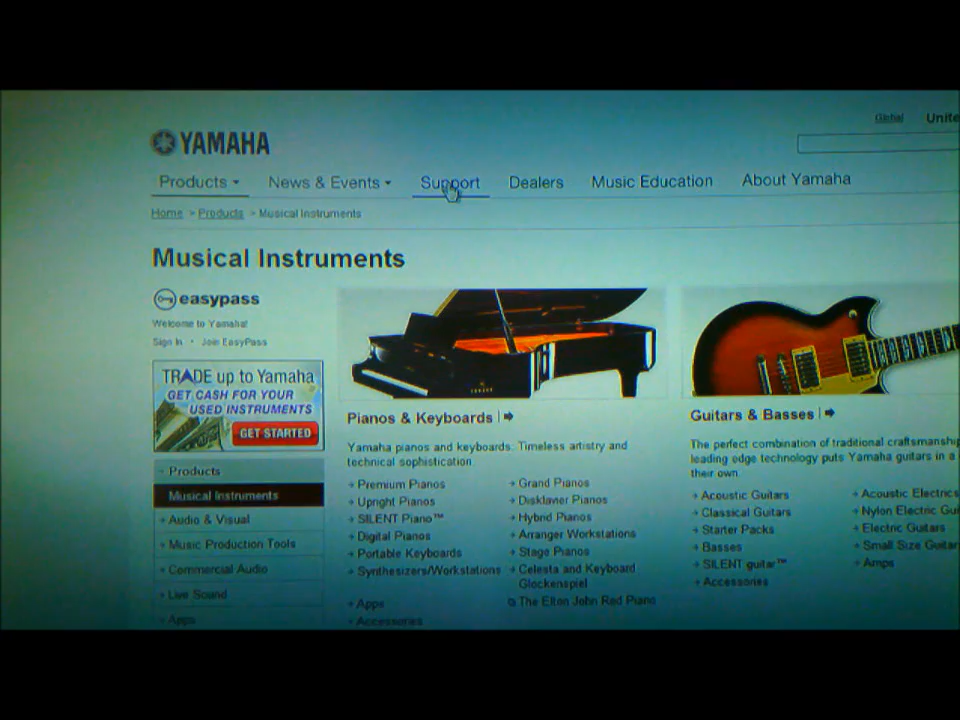 Global Unite
YAMAHA
Products News & Events Support Dealers Music Education About Yamaha
Home > Products > Musical Instruments
Musical Instruments
easypass
Welcome to Yamaha!
Sign In • Join EasyPass
TRADE up to Yamaha
GET CASH FOR YOUR
USED INSTRUMENTS
GET STARTED
Products
Musical Instruments
Audio & Visual
Music Production Tools
Commercial Audio
Live Sound
Apps
Pianos & Keyboards
Yamaha pianos and keyboards: Timeless artistry and
technical sophistication.
Premium Pianos
Upright Pianos
SILENT Piano™
Digital Pianos
Portable Keyboards
Synthesizers/Workstations
Apps
Accessories
Grand Pianos
Disklavier Pianos
Hybrid Pianos
Arranger Workstations
Stage Pianos
Celesta and Keyboard
Glockenspiel
The Elton John Red Piano
Guitars & Basses
The perfect combination of traditional craftsmanship
leading edge technology puts Yamaha guitars in a
their own.
Acoustic Guitars
Classical Guitars
Starter Packs
Basses
SILENT guitar™
Accessories
Acoustic Electrics
Nylon Electric Gui
Electric Guitars
Small Size Guitar
Amps